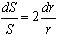 dS/S = 2 dr/r